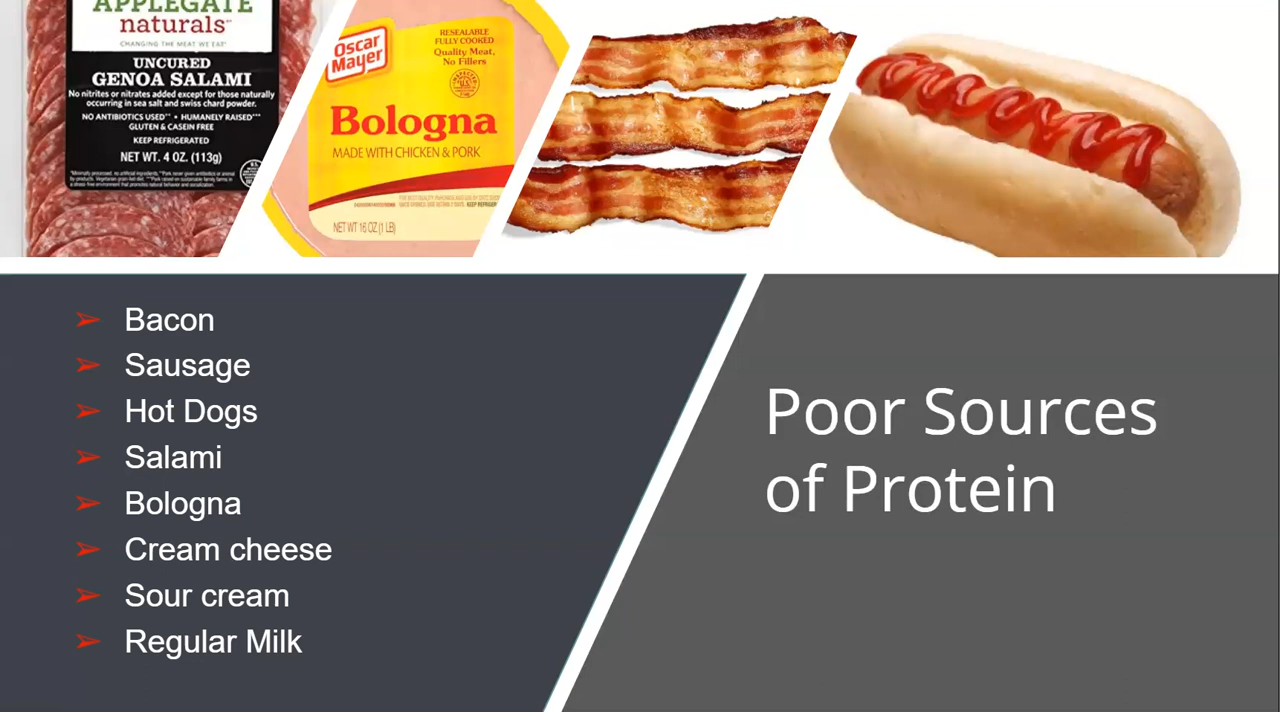 APPLEGATE
naturals
CHANGING THE MEAT WE EAT
UNCURED
GENOA SALAMI
No nitrites or nitrates added except for those naturally
occurring in sea salt and swiss chard powder.
NO ANTIBIOTICS USED** • HUMANELY RAISED***
GLUTEN & CASEIN FREE
KEEP REFRIGERATED
NET WT. 4 OZ. (113g)
Oscar
Mayer
RESEALABLE
FULLY COOKED
Quality Meat,
No Fillers
Bologna
MADE WITH CHICKEN & PORK
NET WT 16 OZ (1 LB)
➢ Bacon
➢ Sausage
➢ Hot Dogs
➢ Salami
➢ Bologna
➢ Cream cheese
➢ Sour cream
➢ Regular Milk
Poor Sources
of Protein